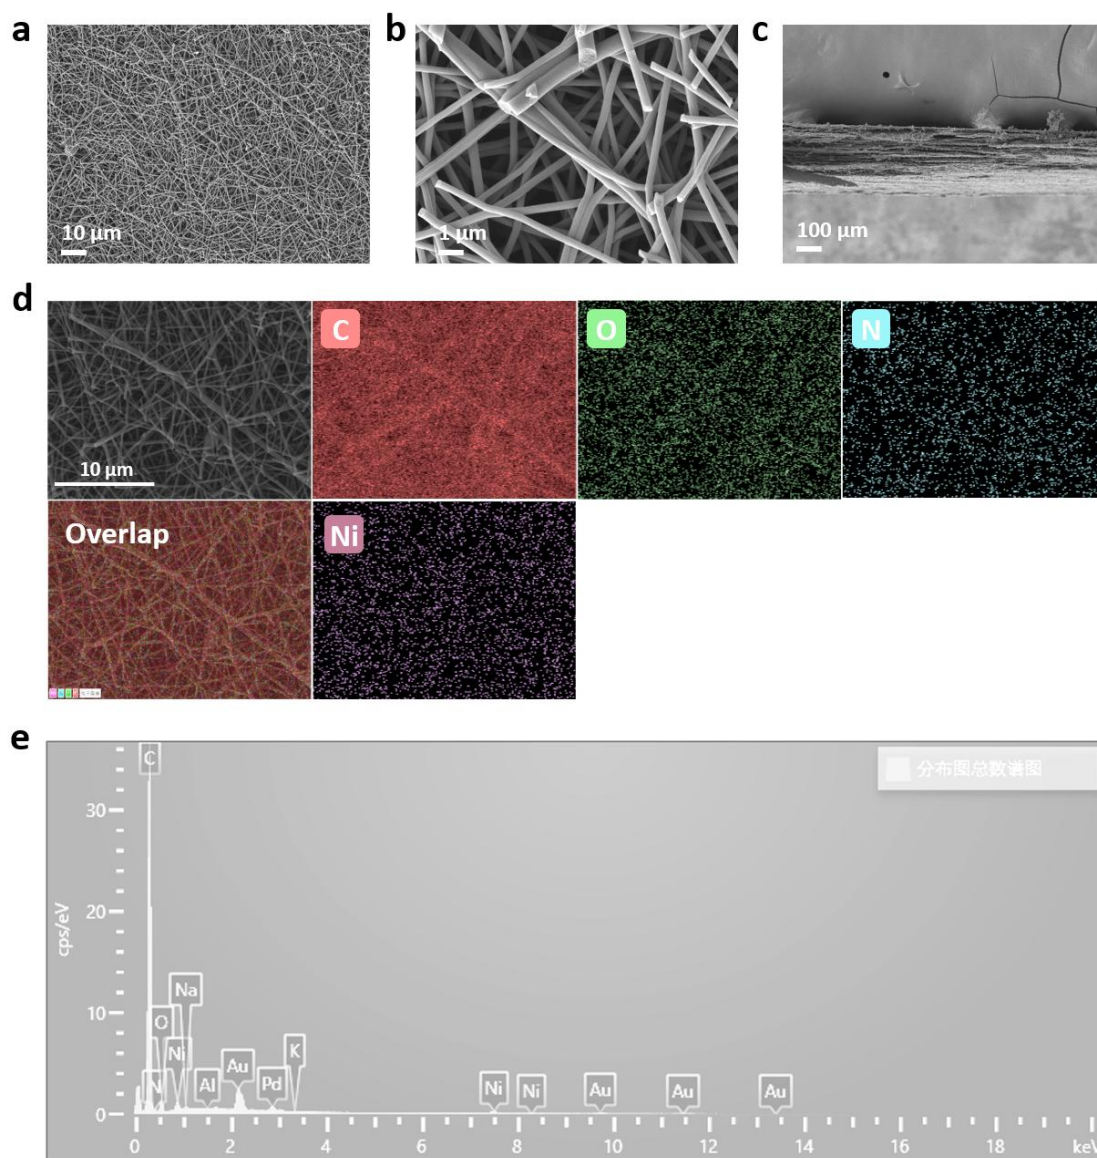 a
b
c
10 µm
1 µm
100 µm
d
C
O
N
10 µm
Overlap
Ni
e
C
分布图总数谱图
30
cps/eV
20
Na
10
O
Ni
K
Au
N
Al
Pd
Ni
Ni
Au
Au
Au
0
0 2 4 6 8 10 12 14 16 18 keV